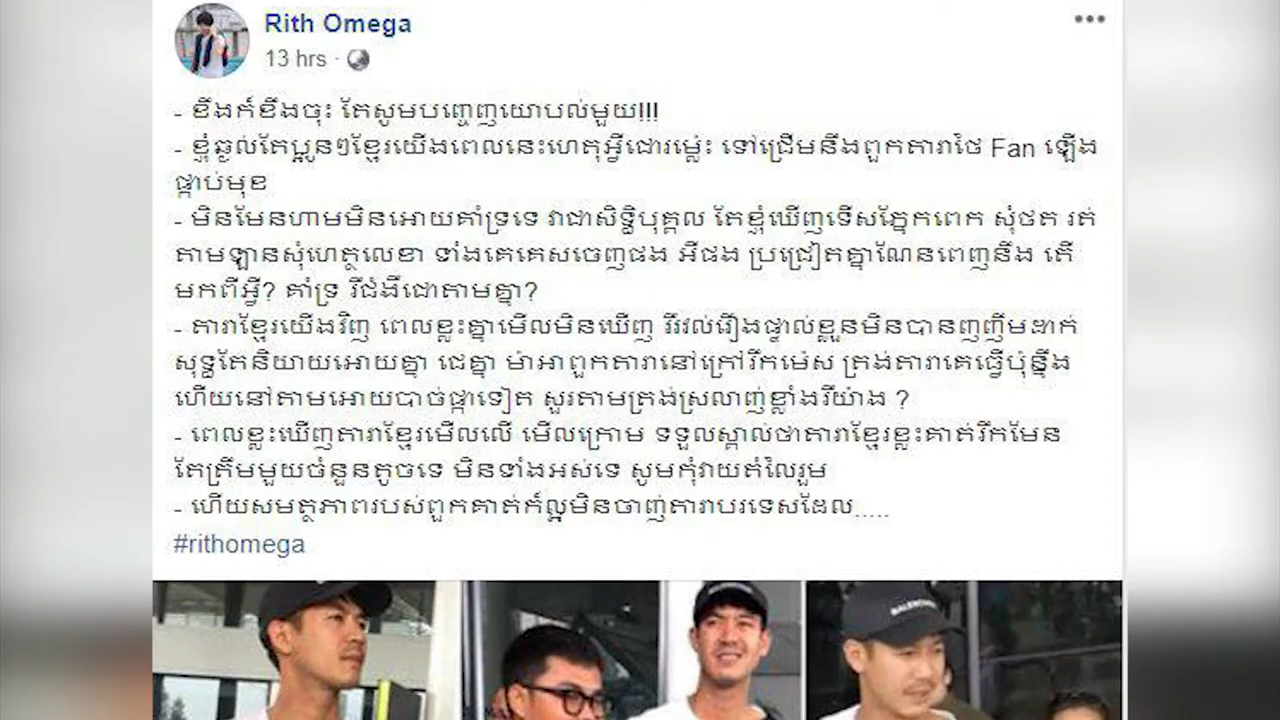 Rith Omega
13 hrs ·
- ខឹងក៏ខឹងចុះ តែសូមបញ្ចេញយោបល់មួយ!!!
- ខ្ញុំឆ្ងល់តែប្អូនៗខ្មែរយើងពេលនេះហេតុអ្វីជោរម្ល៉េះ ទៅជ្រើមនឹងពួកតារាថៃ Fan ឡើង
ផ្កាប់មុខ
- មិនមែនហាមមិនអោយគាំទ្រទេ វាជាសិទ្ធិបុគ្គល តែខ្ញុំឃើញទើសភ្នែកពេក សុំថត រត់
តាមឡានសុំហេត្ថលេខា ទាំងគេគេសចេញផង អីផង ប្រជ្រៀតគ្នាណែនពេញនឹង តើ
មកពីអ្វី? គាំទ្រ រឺជំងឺជោតាមគ្នា?
- តារាខ្មែរយើងវិញ ពេលខ្លះគ្នាមើលមិនឃើញ រឺរវល់រឿងផ្ទាល់ខ្លួនមិនបានញញឹមដាក់
សុទ្ធតែនិយាយអោយគ្នា ជេគ្នា ម៉ាអាពួកតារានៅក្រៅរឹកម៉េស ត្រង់តារាគេធ្វើប៉ុន្នឹង
ហើយនៅតាមអោយបាច់ផ្កាទៀត សួរតាមត្រង់ស្រលាញ់ខ្លាំងរឺយ៉ាង ?
- ពេលខ្លះឃើញតារាខ្មែរមើលលើ មើលក្រោម ទទួលស្គាល់ថាតារាខ្មែរខ្លះគាត់រឹកមែន
តែត្រឹមមួយចំនួនតូចទេ មិនទាំងអស់ទេ សូមកុំវាយតំលៃរួម
- ហើយសមត្ថភាពរបស់ពួកគាត់ក៏ល្អមិនចាញ់តារាបរទេសដែល.....
#rithomega